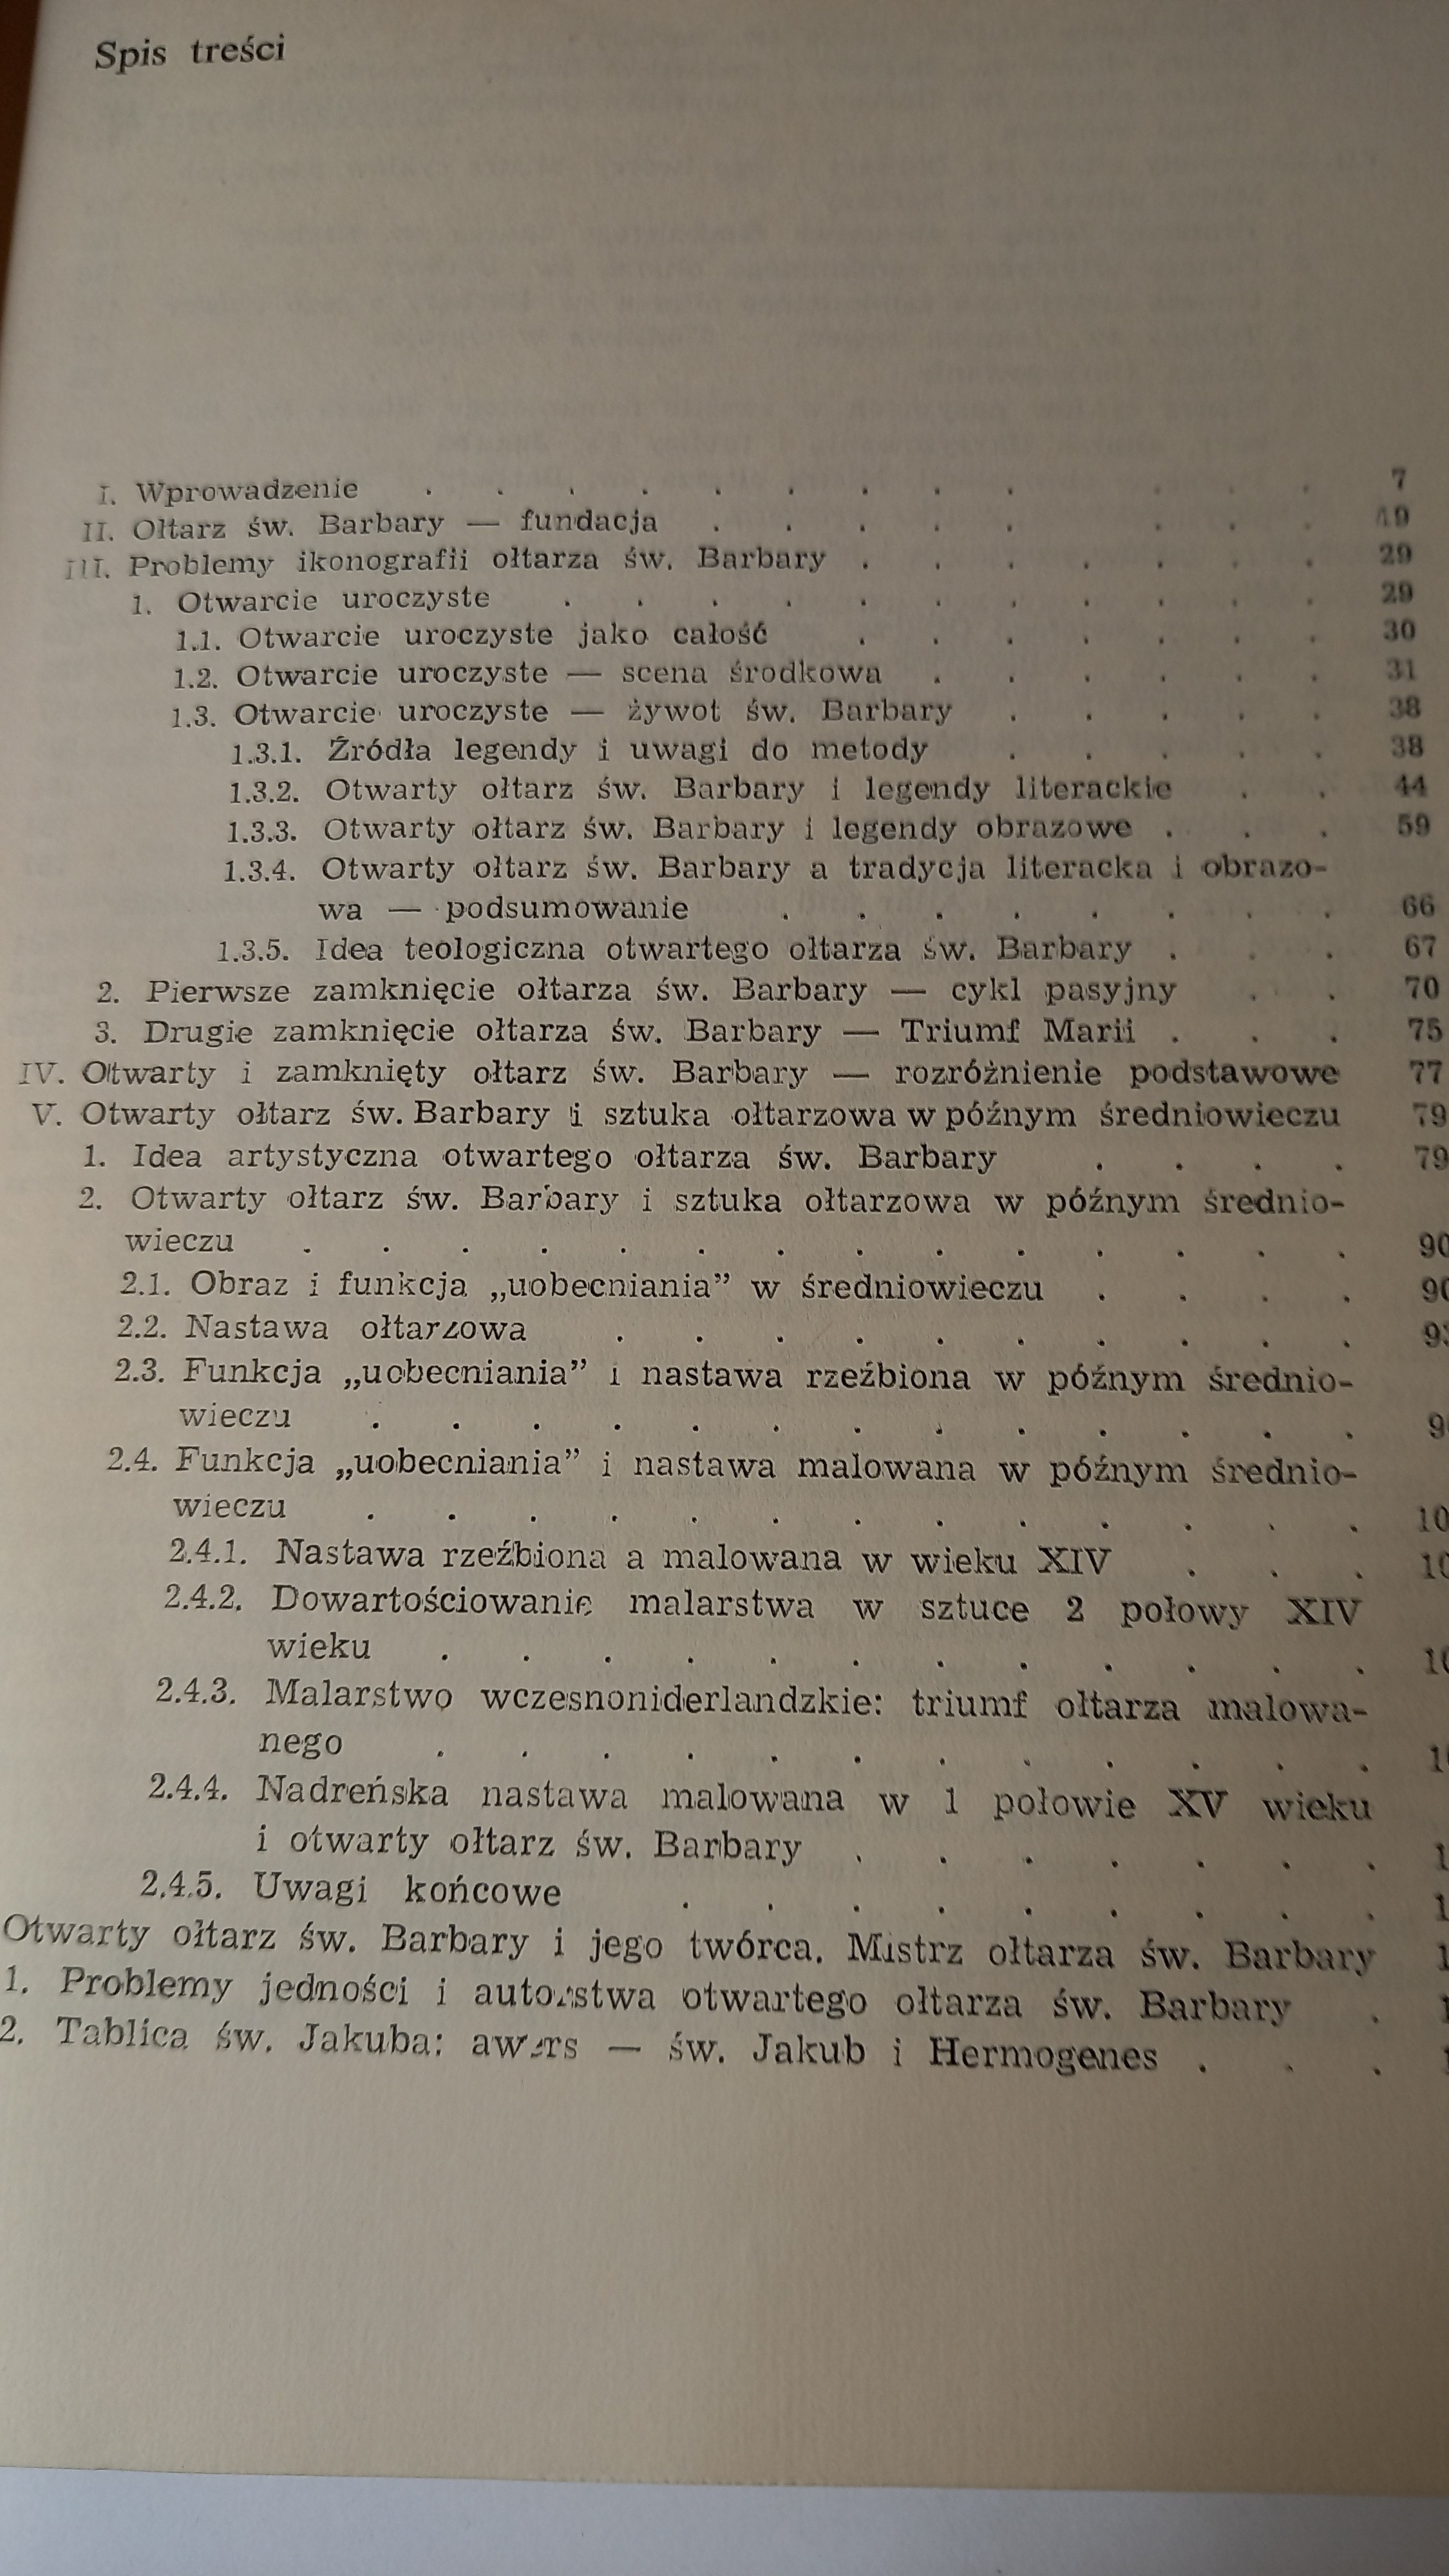 Spis treści
I. Wprowadzenie . . . . . . . . . . . . 7
II. Ołtarz św. Barbary — fundacja . . . . . . . . 19
III. Problemy ikonografii ołtarza św. Barbary . . . . . . . 29
1. Otwarcie uroczyste . . . . . . . . . . . 29
1.1. Otwarcie uroczyste jako całość . . . . . . . 30
1.2. Otwarcie uroczyste — scena środkowa . . . . . . 31
1.3. Otwarcie uroczyste — żywot św. Barbary . . . . . 38
1.3.1. Źródła legendy i uwagi do metody . . . . . 38
1.3.2. Otwarty ołtarz św. Barbary i legendy literackie . . 44
1.3.3. Otwarty ołtarz św. Barbary i legendy obrazowe . . . 59
1.3.4. Otwarty ołtarz św. Barbary a tradycja literacka i obrazo-
wa — podsumowanie . . . . . . . . 66
1.3.5. Idea teologiczna otwartego ołtarza św. Barbary . . . 67
2. Pierwsze zamknięcie ołtarza św. Barbary — cykl pasyjny . . 70
3. Drugie zamknięcie ołtarza św. Barbary — Triumf Marii . . . 75
IV. Otwarty i zamknięty ołtarz św. Barbary — rozróżnienie podstawowe 77
V. Otwarty ołtarz św. Barbary i sztuka ołtarzowa w późnym średniowieczu 79
1. Idea artystyczna otwartego ołtarza św. Barbary . . . . 79
2. Otwarty ołtarz św. Barbary i sztuka ołtarzowa w późnym średnio-
wieczu . . . . . . . . . . . . . . 90
2.1. Obraz i funkcja „uobecniania” w średniowieczu . . . .
2.2. Nastawa ołtarzowa . . . . . . . . . .
2.3. Funkcja „uobecniania” i nastawa rzeźbiona w późnym średnio-
wieczu . . . . . . . . . . . . .
2.4. Funkcja „uobecniania” i nastawa malowana w późnym średnio-
wieczu . . . . . . . . . . . . .
2.4.1. Nastawa rzeźbiona a malowana w wieku XIV . . .
2.4.2. Dowartościowanie malarstwa w sztuce 2 połowy XIV
wieku . . . . . . . . . . . .
2.4.3. Malarstwo wczesnoniderlandzkie: triumf ołtarza malowa-
nego . . . . . . . . . . . .
2.4.4. Nadreńska nastawa malowana w 1 połowie XV wieku
i otwarty ołtarz św. Barbary . . . . . . .
2.4.5. Uwagi końcowe . . . . . . . . .
Otwarty ołtarz św. Barbary i jego twórca. Mistrz ołtarza św. Barbary
1. Problemy jedności i autorstwa otwartego ołtarza św. Barbary .
2. Tablica św. Jakuba: awers — św. Jakub i Hermogenes . . .